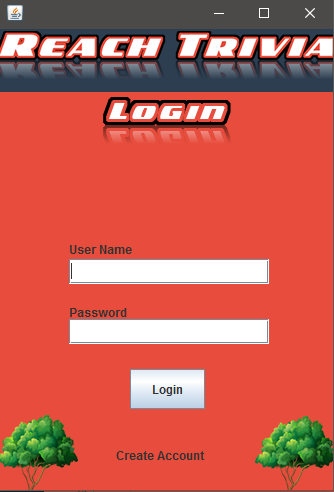 Reach Trivia
Login
User Name
Password
Login
Create Account